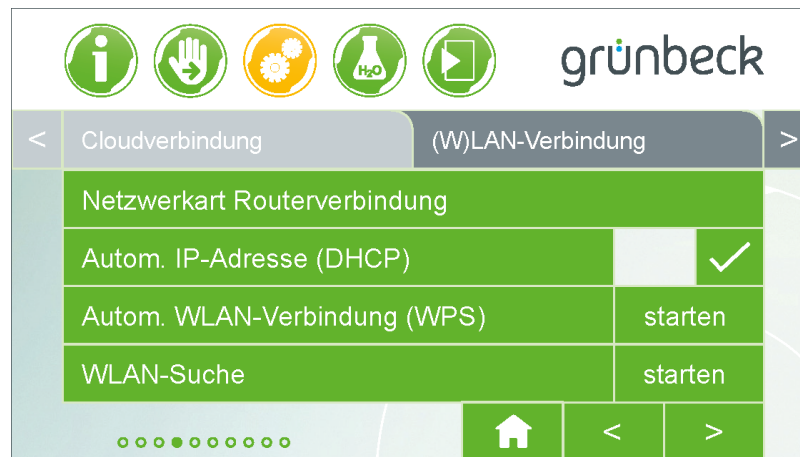 i
H2O
grünbeck
< Cloudverbindung (W)LAN-Verbindung >
Netzwerkart Routerverbindung
Autom. IP-Adresse (DHCP)
Autom. WLAN-Verbindung (WPS) starten
WLAN-Suche starten
< >